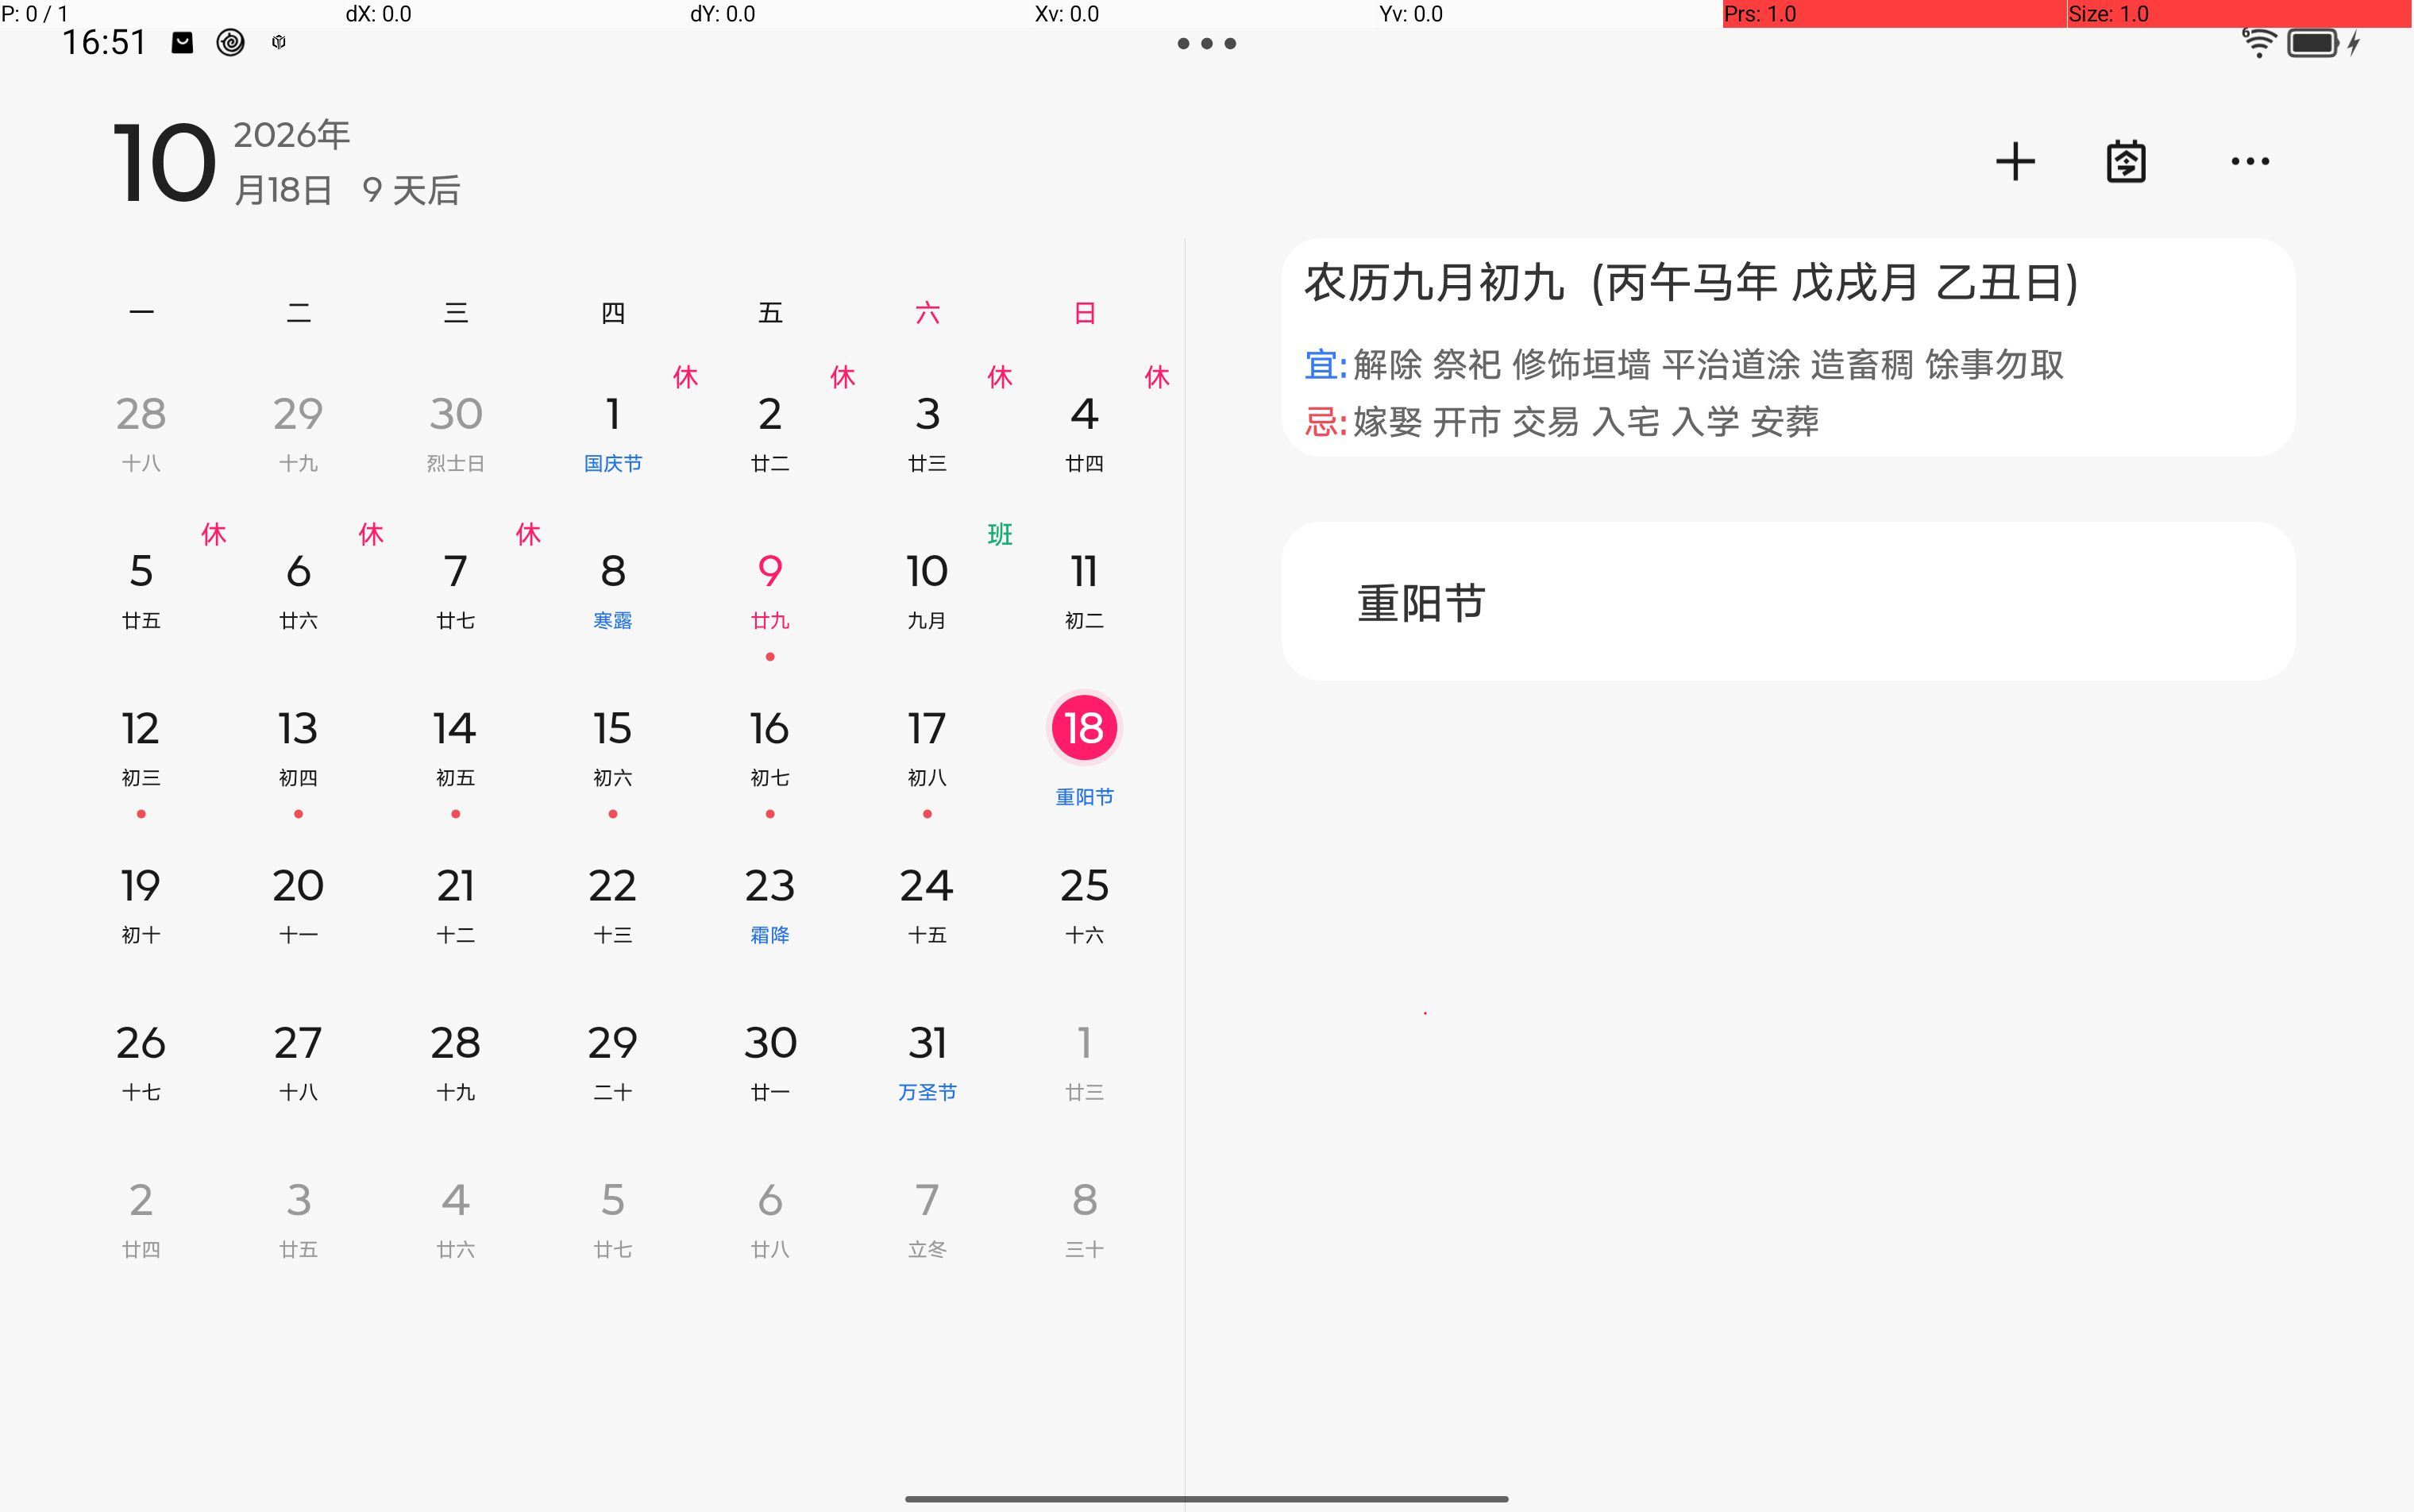 P: 0 / 1 dX: 0.0 dY: 0.0 Xv: 0.0 Yv: 0.0 Prs: 1.0 Size: 1.0
16:51 6
10 2026年
月18日 9 天后
一 二 三 四 五 六 日
休 休 休 休
28 29 30 1 2 3 4
十八 十九 烈士日 国庆节 廿二 廿三 廿四
休 休 休 班
5 6 7 8 9 10 11
廿五 廿六 廿七 寒露 廿九 九月 初二
12 13 14 15 16 17 18
初三 初四 初五 初六 初七 初八 重阳节
19 20 21 22 23 24 25
初十 十一 十二 十三 霜降 十五 十六
26 27 28 29 30 31 1
十七 十八 十九 二十 廿一 万圣节 廿三
2 3 4 5 6 7 8
廿四 廿五 廿六 廿七 廿八 立冬 三十
今
农历九月初九 (丙午马年 戊戌月 乙丑日)
宜: 解除 祭祀 修饰垣墙 平治道涂 造畜稠 馀事勿取
忌: 嫁娶 开市 交易 入宅 入学 安葬
重阳节